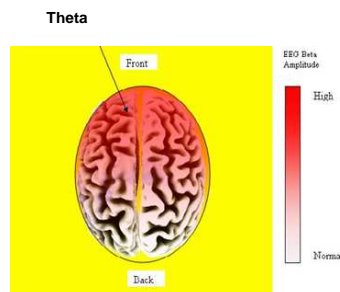 Theta
Front
EEG Beta
Amplitude
High
Norma
Back